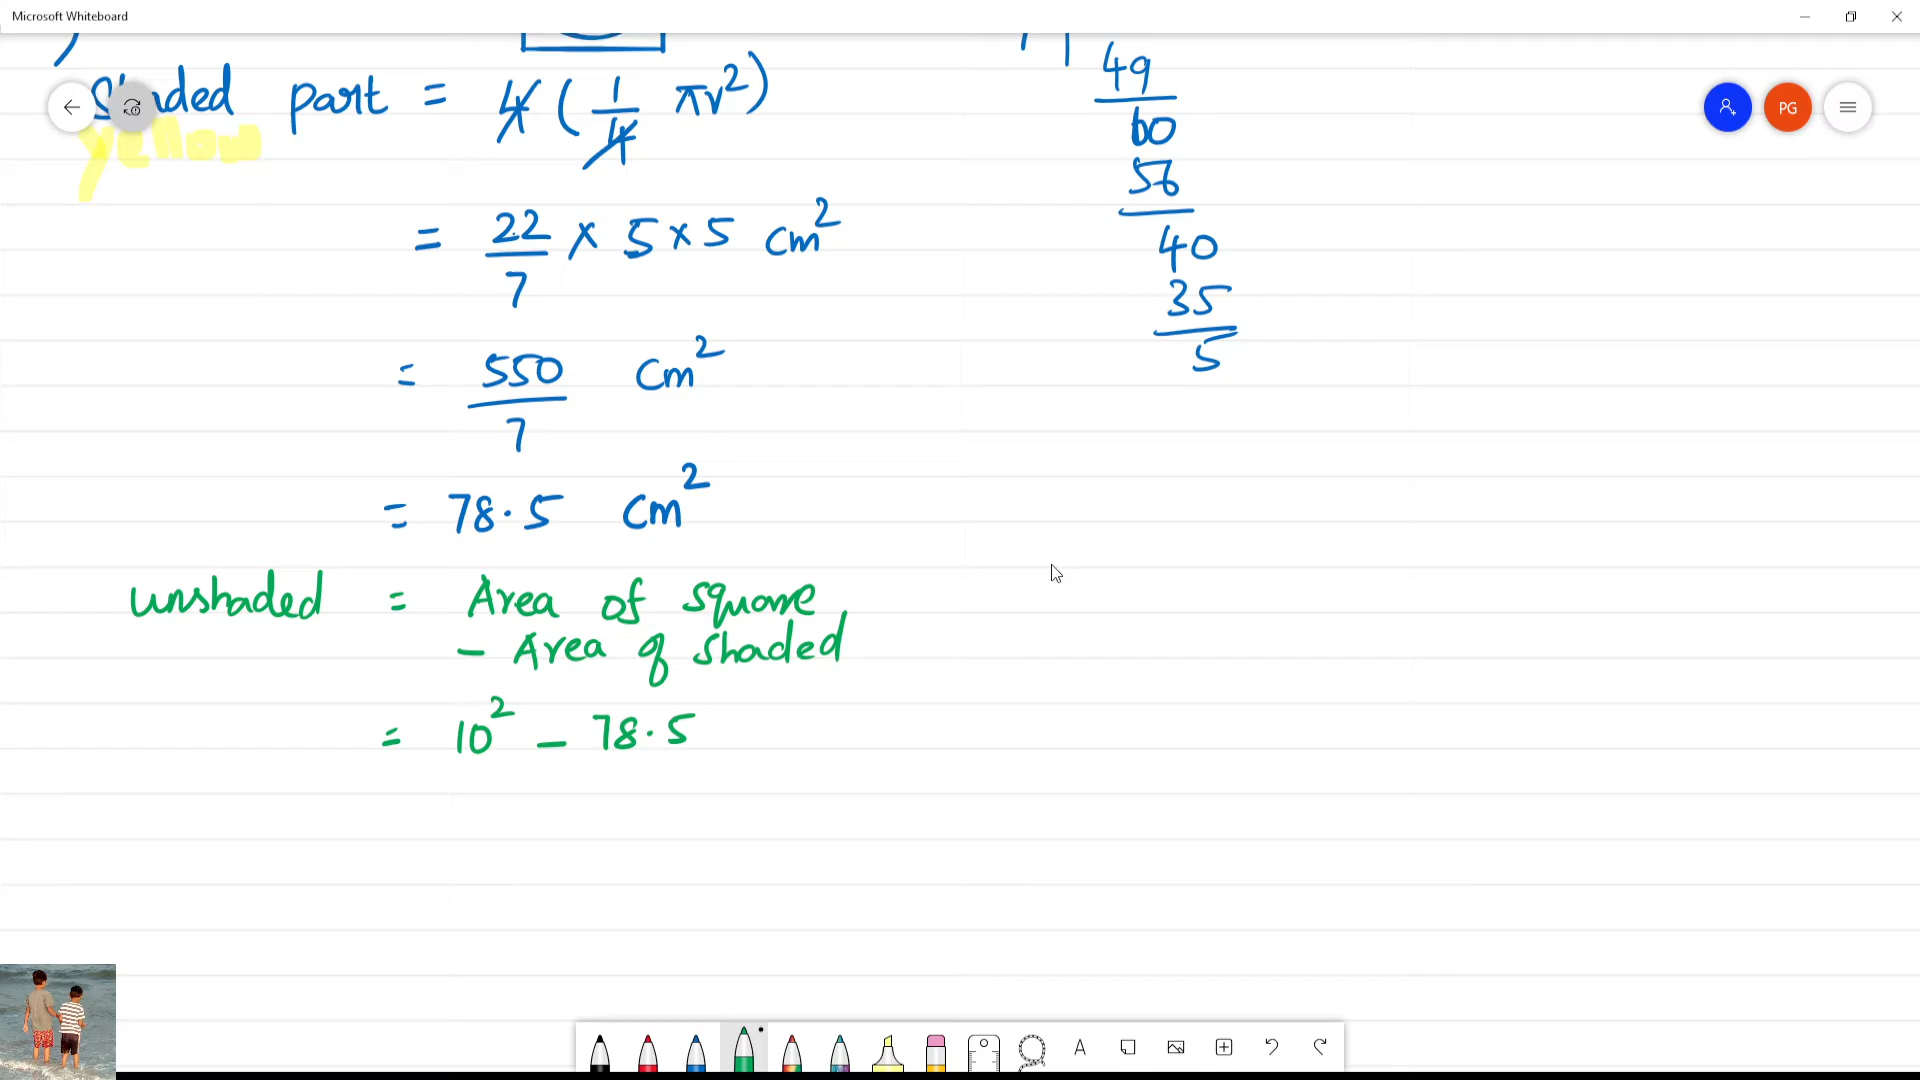 Microsoft Whiteboard
Shaded part = 4 ( 1/4 πr²)
yellow
= 22/7 × 5 × 5 cm²
= 550/7 cm²
= 78.5 cm²
unshaded = Area of square
- Area of shaded
= 10² - 78.5
49
60
56
40
35
5
PG
A